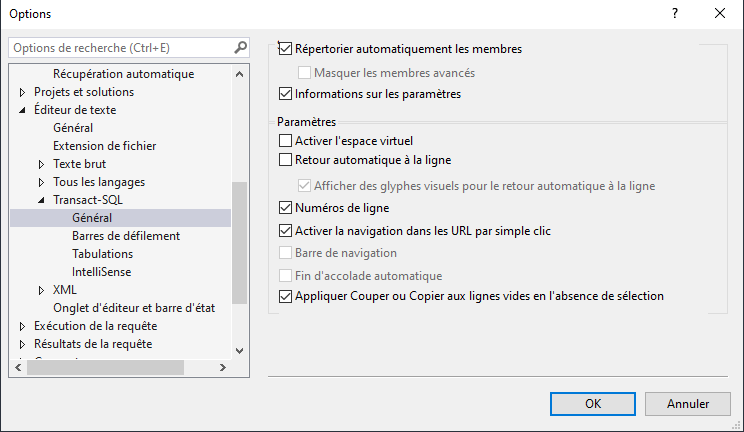 Options
?
Options de recherche (Ctrl+E)
Récupération automatique
Projets et solutions
Éditeur de texte
Général
Extension de fichier
Texte brut
Tous les langages
Transact-SQL
Général
Barres de défilement
Tabulations
IntelliSense
XML
Onglet d'éditeur et barre d'état
Exécution de la requête
Résultats de la requête
Répertorier automatiquement les membres
Masquer les membres avancés
Informations sur les paramètres
Paramètres
Activer l'espace virtuel
Retour automatique à la ligne
Afficher des glyphes visuels pour le retour automatique à la ligne
Numéros de ligne
Activer la navigation dans les URL par simple clic
Barre de navigation
Fin d'accolade automatique
Appliquer Couper ou Copier aux lignes vides en l'absence de sélection
OK
Annuler